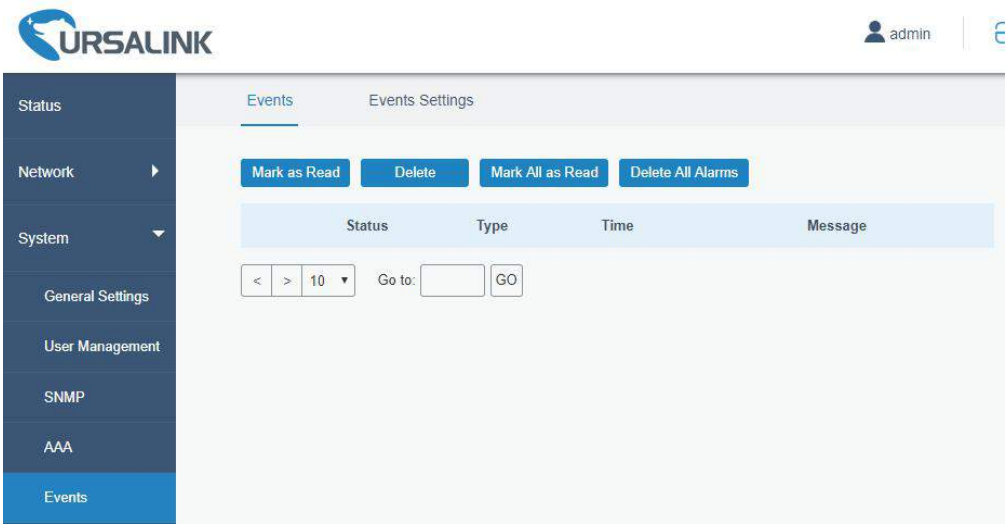 URSALINK
admin
Status
Events Events Settings
Network
Mark as Read Delete Mark All as Read Delete All Alarms
System
Status Type Time Message
< > 10 Go to: GO
General Settings
User Management
SNMP
AAA
Events